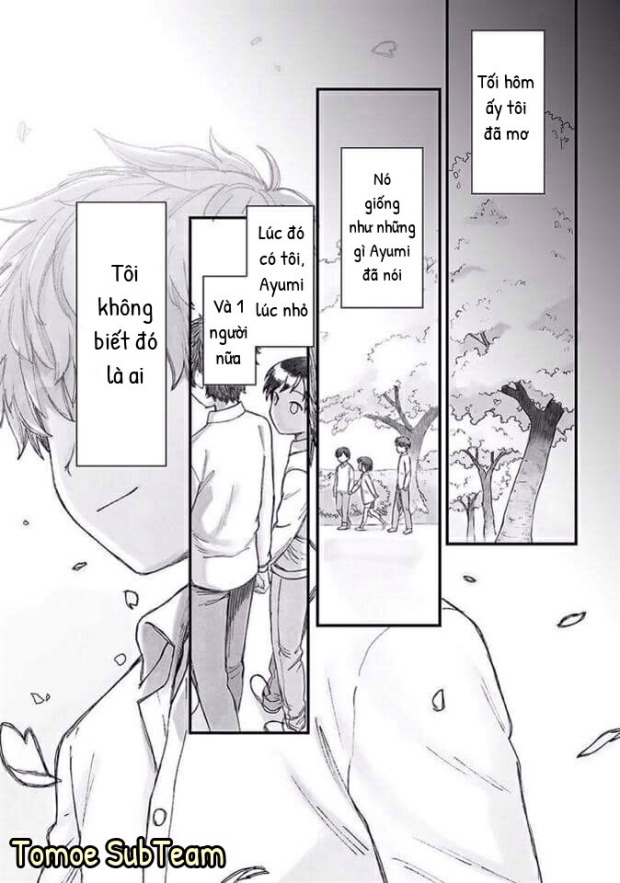 Tối hôm
ấy tôi
đã mơ
Nó
giống
như những
gì Ayumi
đã nói
Lúc đó
có tôi,
Ayumi
lúc nhỏ
Và 1
người
nữa
Tôi
không
biết đó
là ai
Tomoe SubTeam